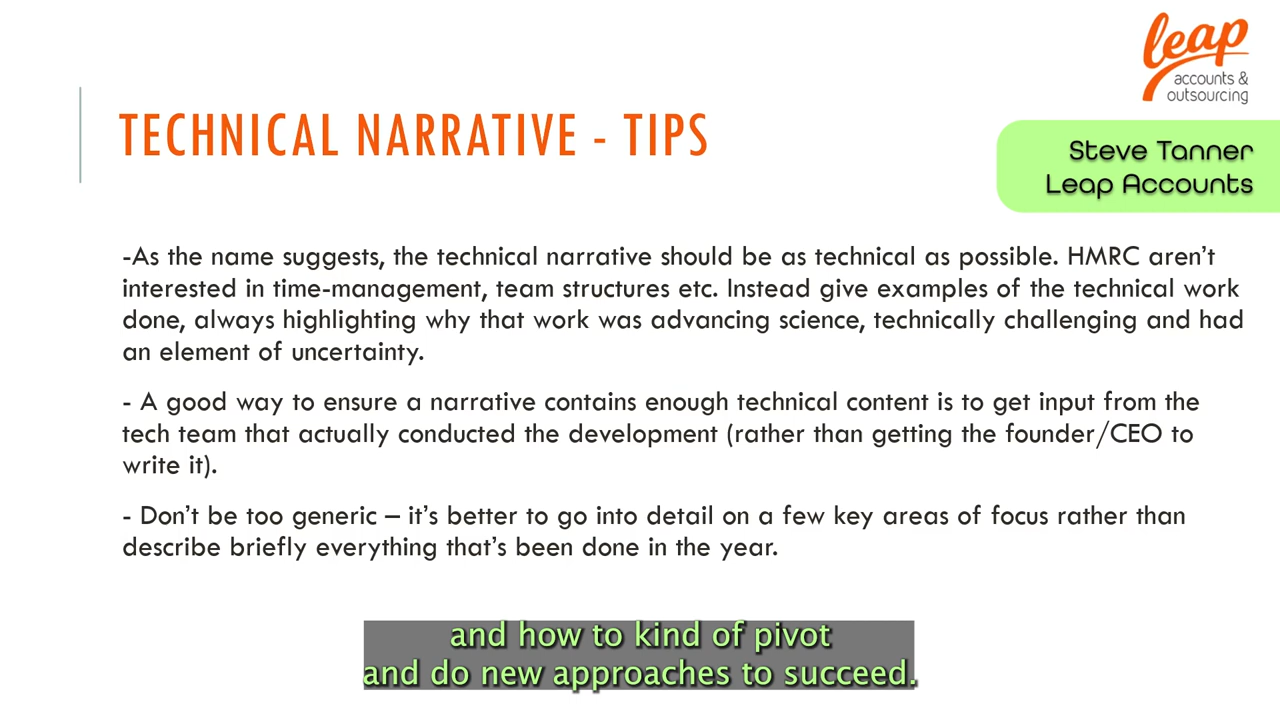 leap
accounts &
outsourcing
TECHNICAL NARRATIVE - TIPS
Steve Tanner
Leap Accounts
-As the name suggests, the technical narrative should be as technical as possible. HMRC aren’t
interested in time-management, team structures etc. Instead give examples of the technical work
done, always highlighting why that work was advancing science, technically challenging and had
an element of uncertainty.
- A good way to ensure a narrative contains enough technical content is to get input from the
tech team that actually conducted the development (rather than getting the founder/CEO to
write it).
- Don’t be too generic – it’s better to go into detail on a few key areas of focus rather than
describe briefly everything that’s been done in the year.
and how to kind of pivot
and do new approaches to succeed.